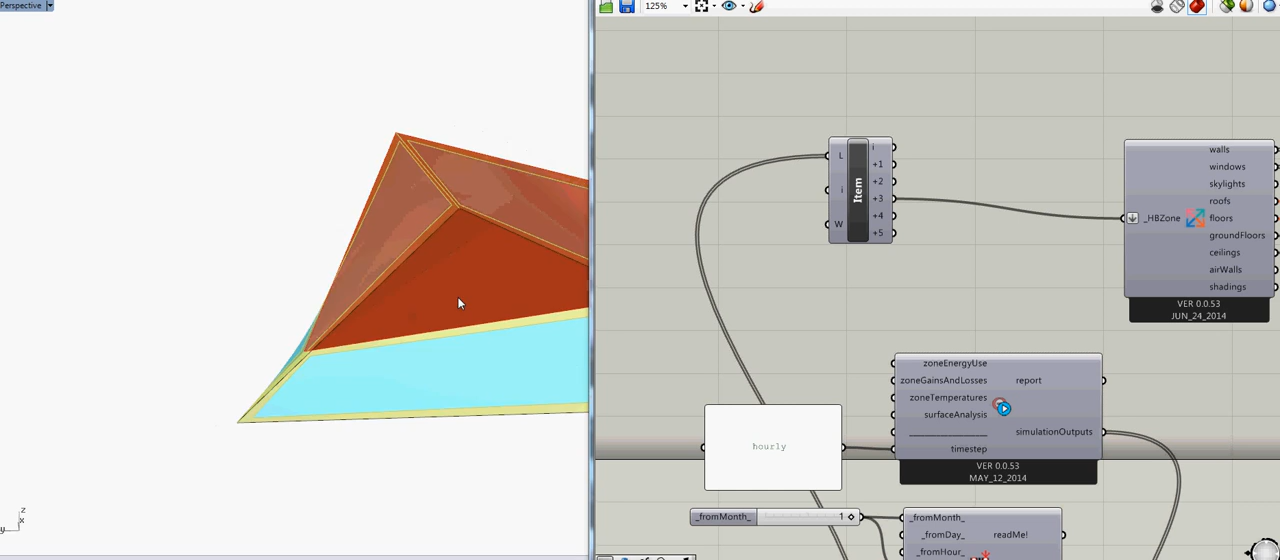 Perspective
125%
L
i
W
Item
i
+1
+2
+3
+4
+5
_HBZone
walls
windows
skylights
roofs
floors
groundFloors
ceilings
airWalls
shadings
VER 0.0.53
JUN_24_2014
zoneEnergyUse
zoneGainsAndLosses
zoneTemperatures
surfaceAnalysis
____________________
timestep
report
simulationOutputs
VER 0.0.53
MAY_12_2014
hourly
_fromMonth_
1
_fromMonth_
_fromDay_
_fromHour_
readMe!
z
x
y